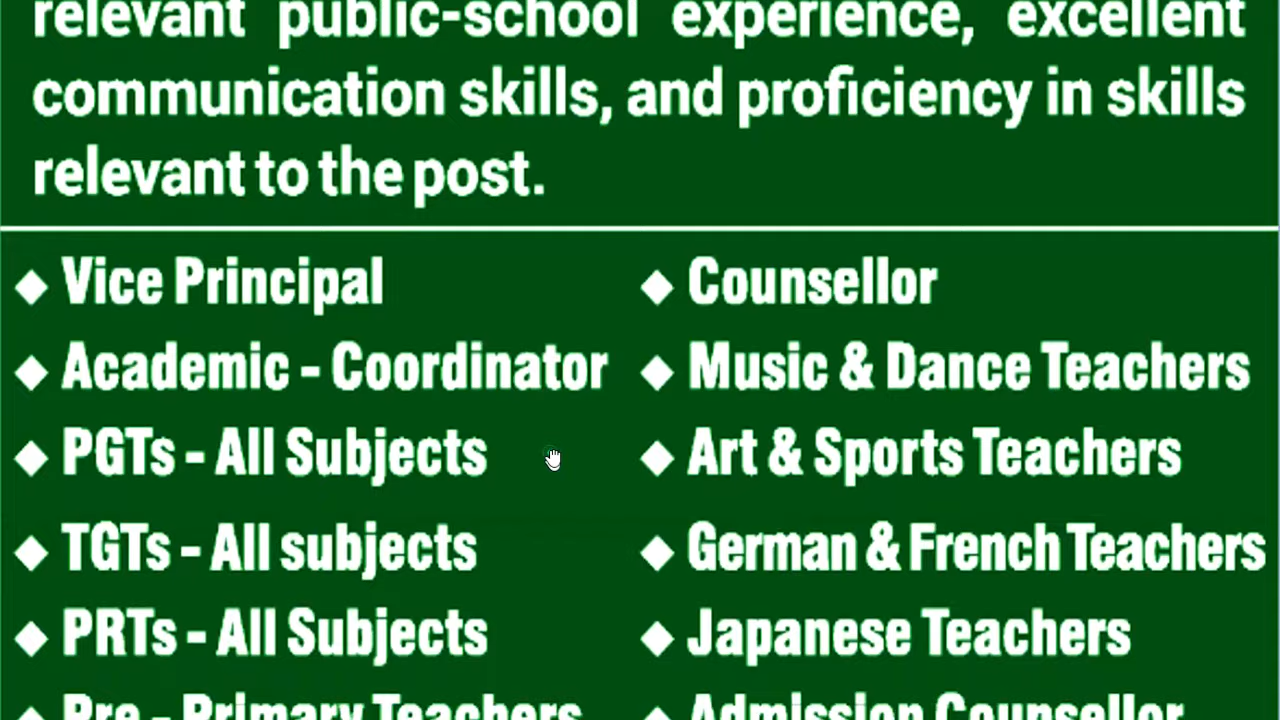 relevant public-school experience, excellent
communication skills, and proficiency in skills
relevant to the post.
◆ Vice Principal
◆ Academic - Coordinator
◆ PGTs - All Subjects
◆ TGTs - All subjects
◆ PRTs - All Subjects
◆ Pre - Primary Teachers
◆ Counsellor
◆ Music & Dance Teachers
◆ Art & Sports Teachers
◆ German & French Teachers
◆ Japanese Teachers
◆ Admission Counsellor